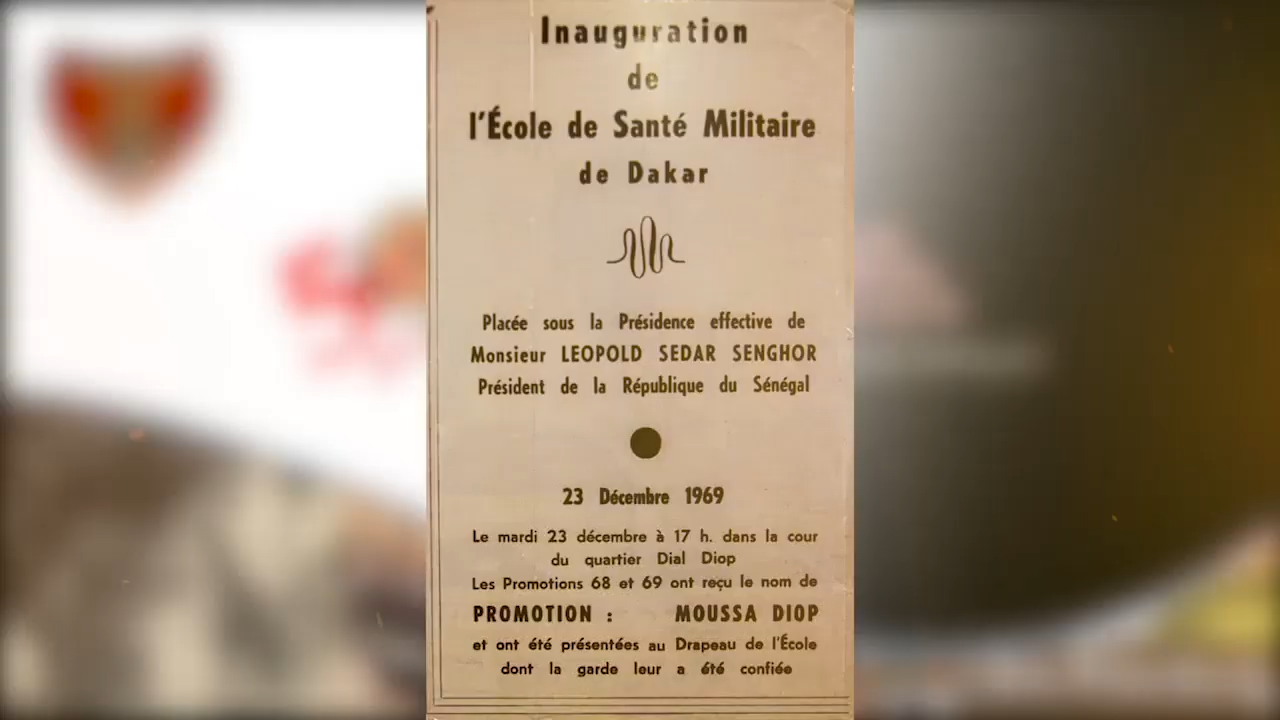 Inauguration
de
l'École de Santé Militaire
de Dakar
Placée sous la Présidence effective de
Monsieur LEOPOLD SEDAR SENGHOR
Président de la République du Sénégal
23 Décembre 1969
Le mardi 23 décembre à 17 h. dans la cour
du quartier Dial Diop
Les Promotions 68 et 69 ont reçu le nom de
PROMOTION : MOUSSA DIOP
et ont été présentées au Drapeau de l'École
dont la garde leur a été confiée